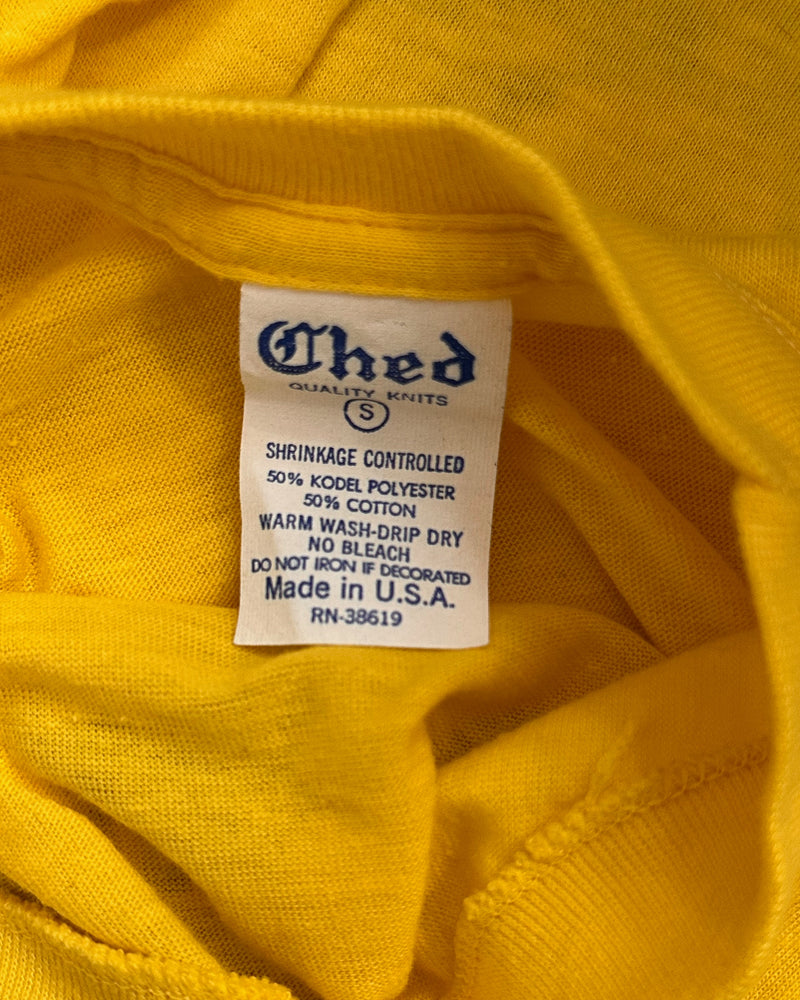 Ched
QUALITY KNITS
S
SHRINKAGE CONTROLLED
50% KODEL POLYESTER
50% COTTON
WARM WASH-DRIP DRY
NO BLEACH
DO NOT IRON IF DECORATED
Made in U.S.A.
RN-38619